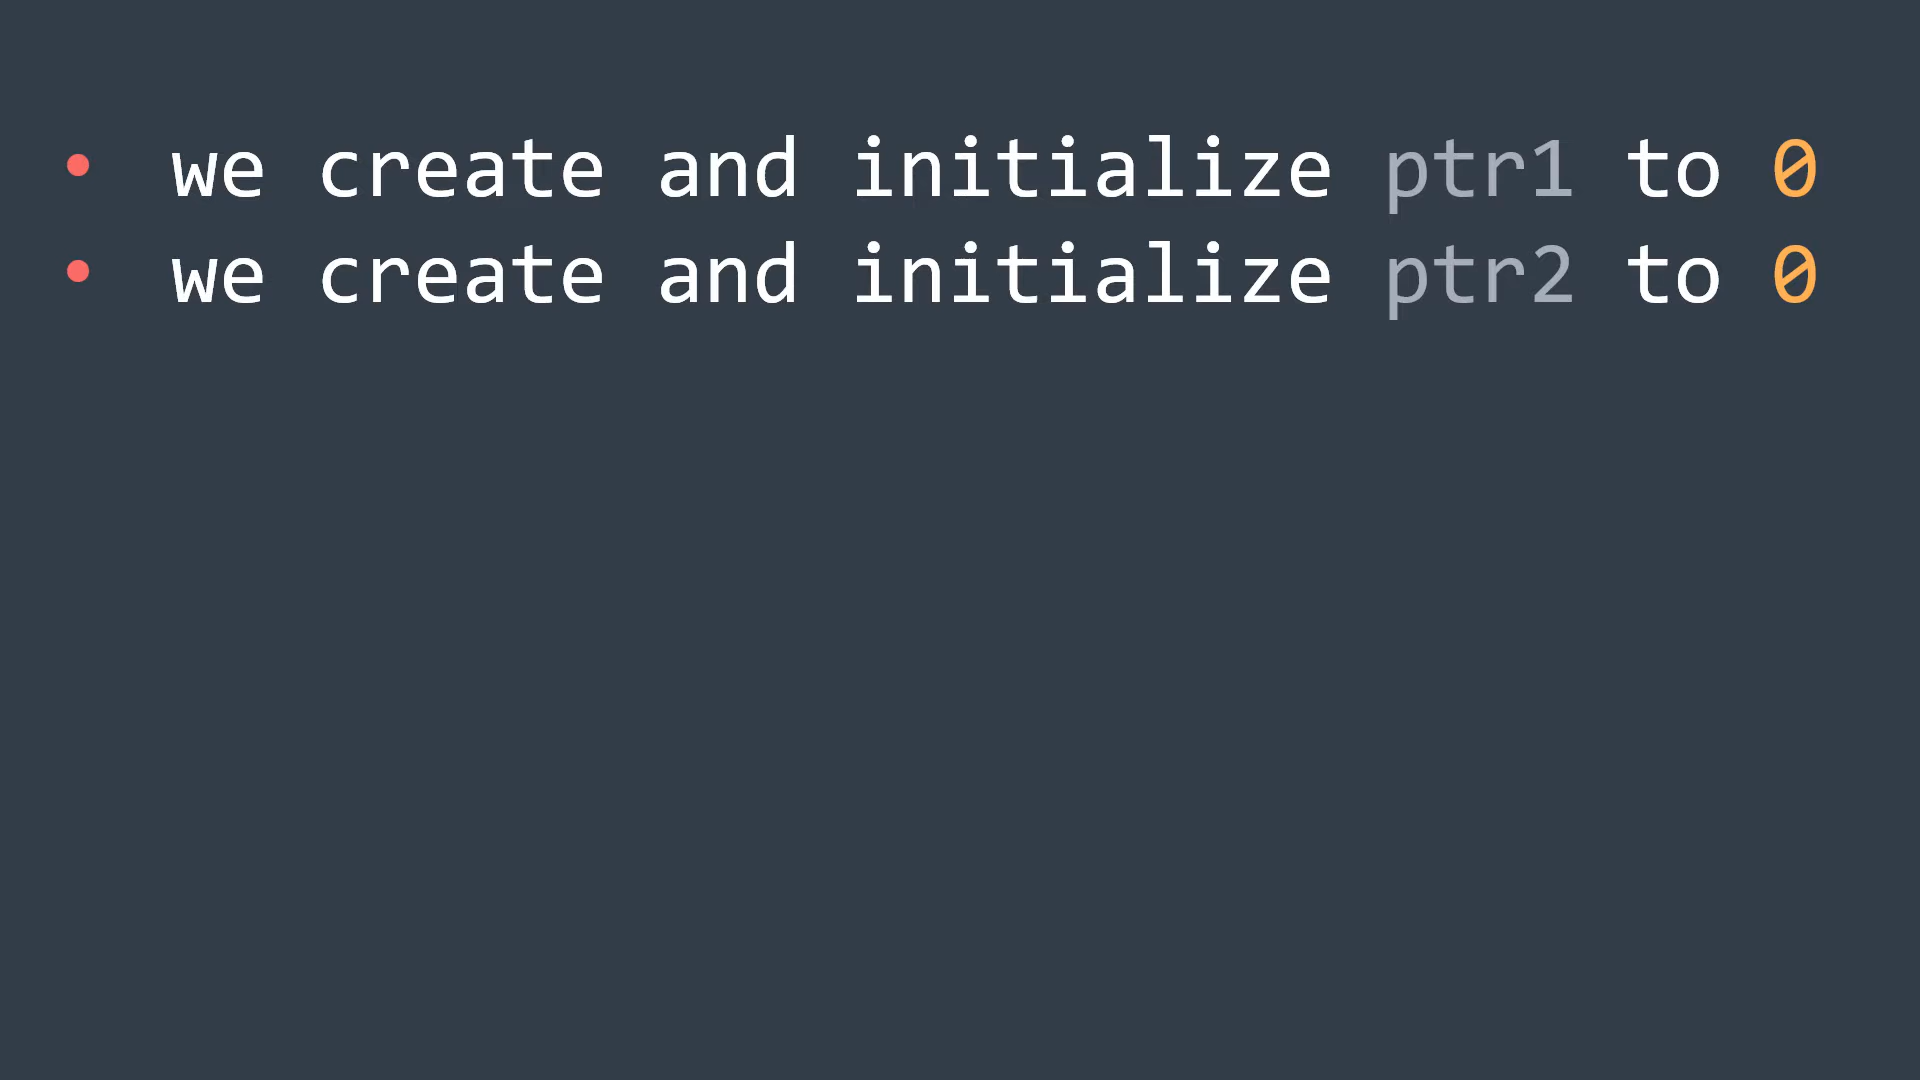 • we create and initialize ptr1 to 0
• we create and initialize ptr2 to 0